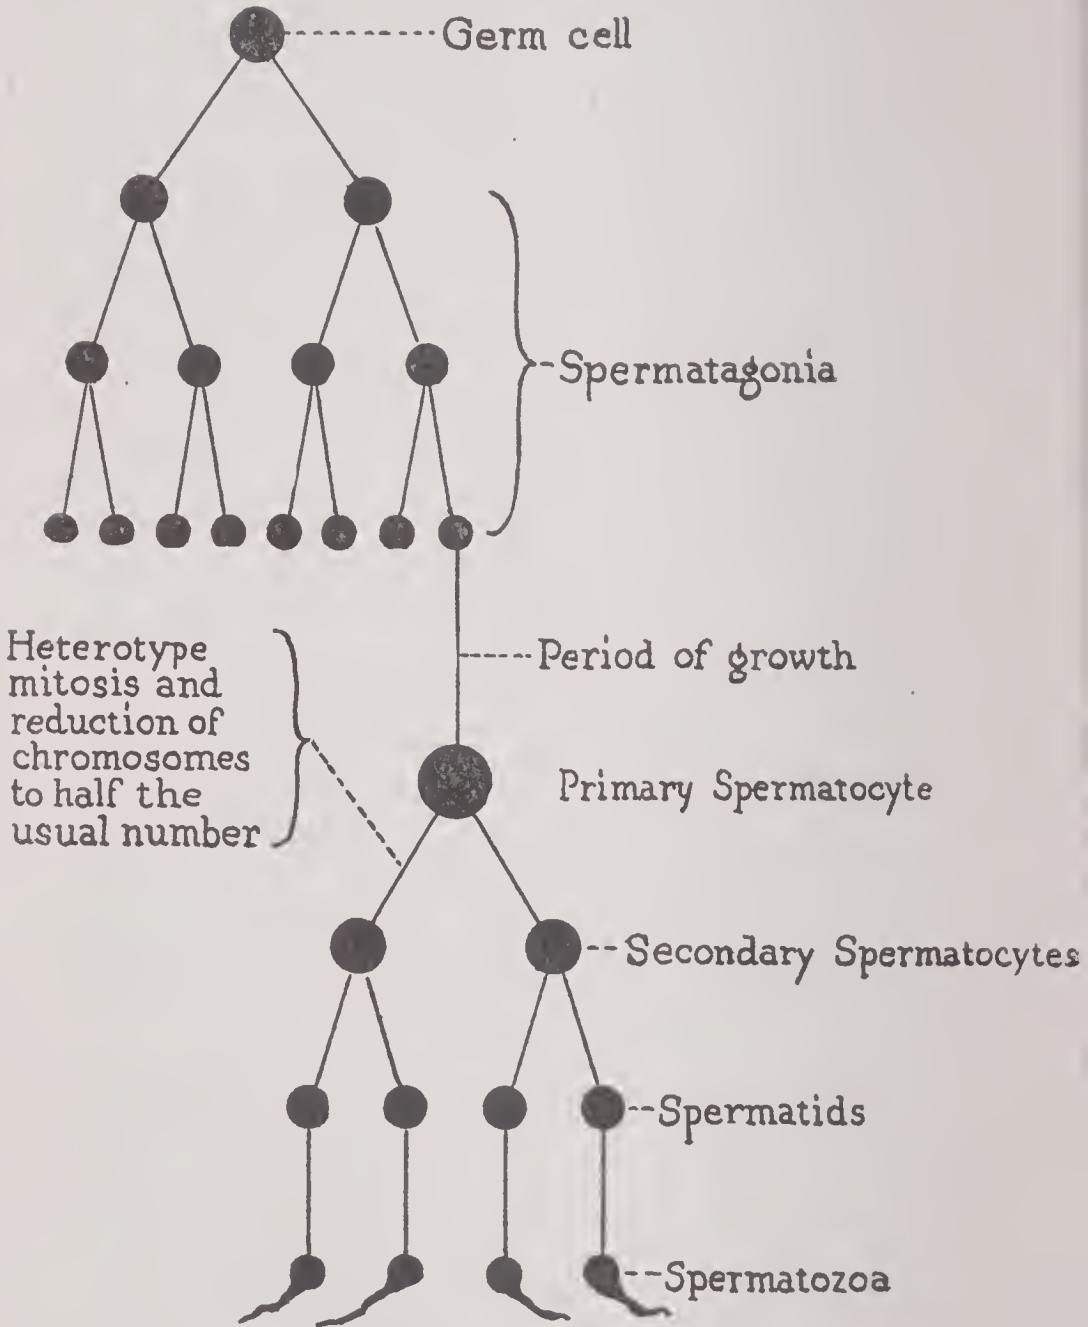 Germ cell
Spermatagonia
Heterotype
mitosis and
reduction of
chromosomes
to half the
usual number
Period of growth
Primary Spermatocyte
Secondary Spermatocytes
Spermatids
Spermatozoa